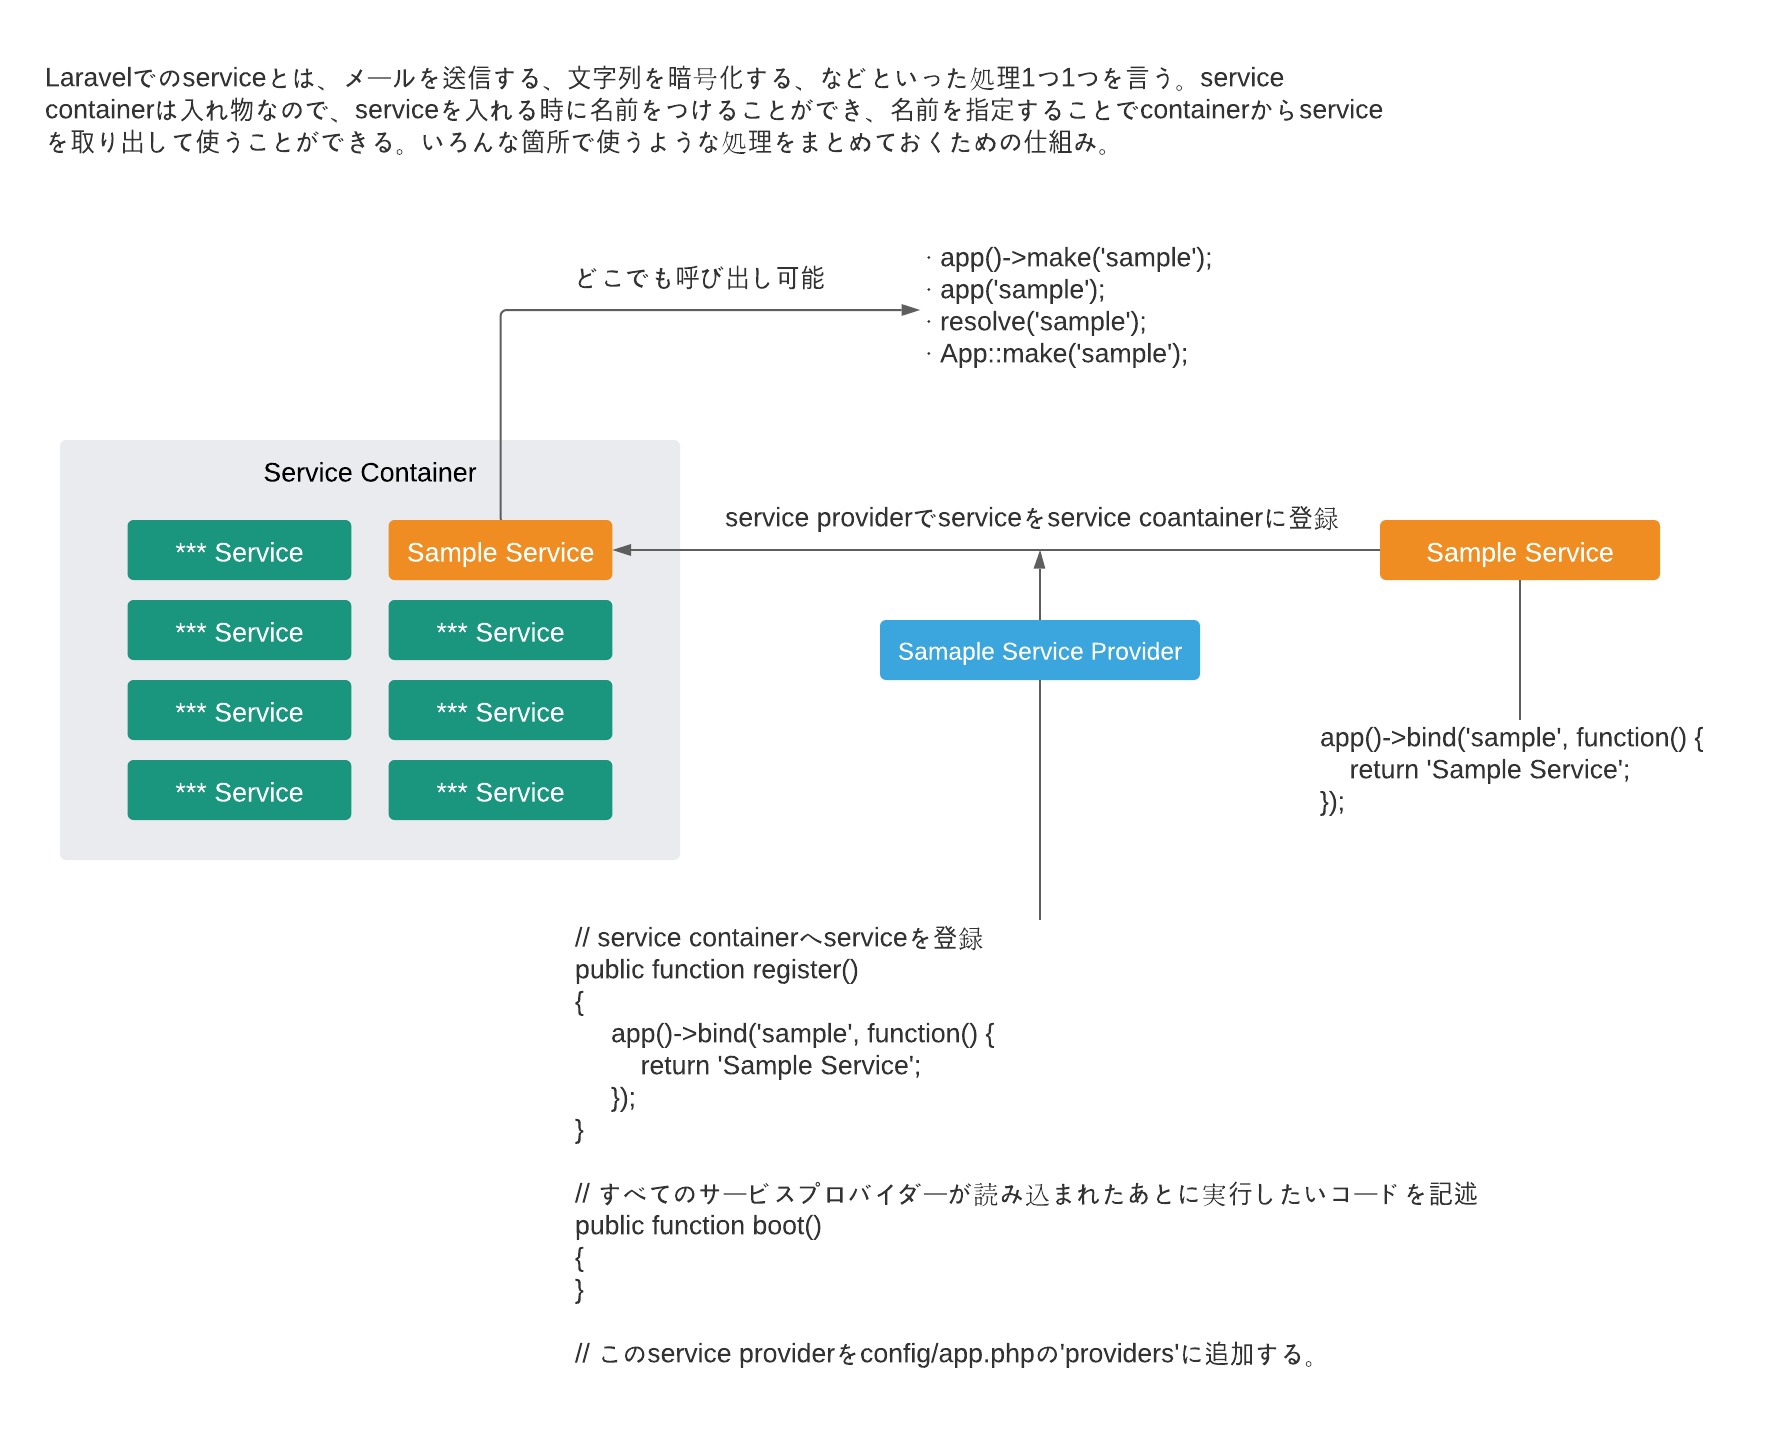 Laravelでのserviceとは、メールを送信する、文字列を暗号化する、などといった処理1つ1つを言う。service
containerは入れ物なので、serviceを入れる時に名前をつけることができ、名前を指定することでcontainerからservice
を取り出して使うことができる。いろんな箇所で使うような処理をまとめておくための仕組み。
どこでも呼び出し可能
· app()->make('sample');
· app('sample');
· resolve('sample');
· App::make('sample');
Service Container
*** Service
Sample Service
*** Service
*** Service
*** Service
*** Service
*** Service
*** Service
service providerでserviceをservice coantainerに登録
Sample Service
Samaple Service Provider
app()->bind('sample', function() {
    return 'Sample Service';
});
// service containerへserviceを登録
public function register()
{
     app()->bind('sample', function() {
         return 'Sample Service';
     });
}
// すべてのサービスプロバイダーが読み込まれたあとに実行したいコードを記述
public function boot()
{
}
// このservice providerをconfig/app.phpの'providers'に追加する。